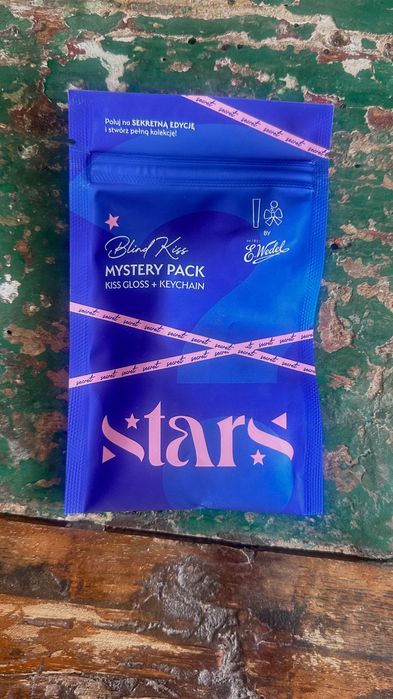 Poluj na SEKRETNĄ EDYCJĘ
i stwórz pełną kolekcję!
secret secret secret secret secret
Blind Kiss
MYSTERY PACK
KISS GLOSS + KEYCHAIN
BY
E.Wedel
secret secret secret secret secret secret
secret secret secret secret secret secret
stars